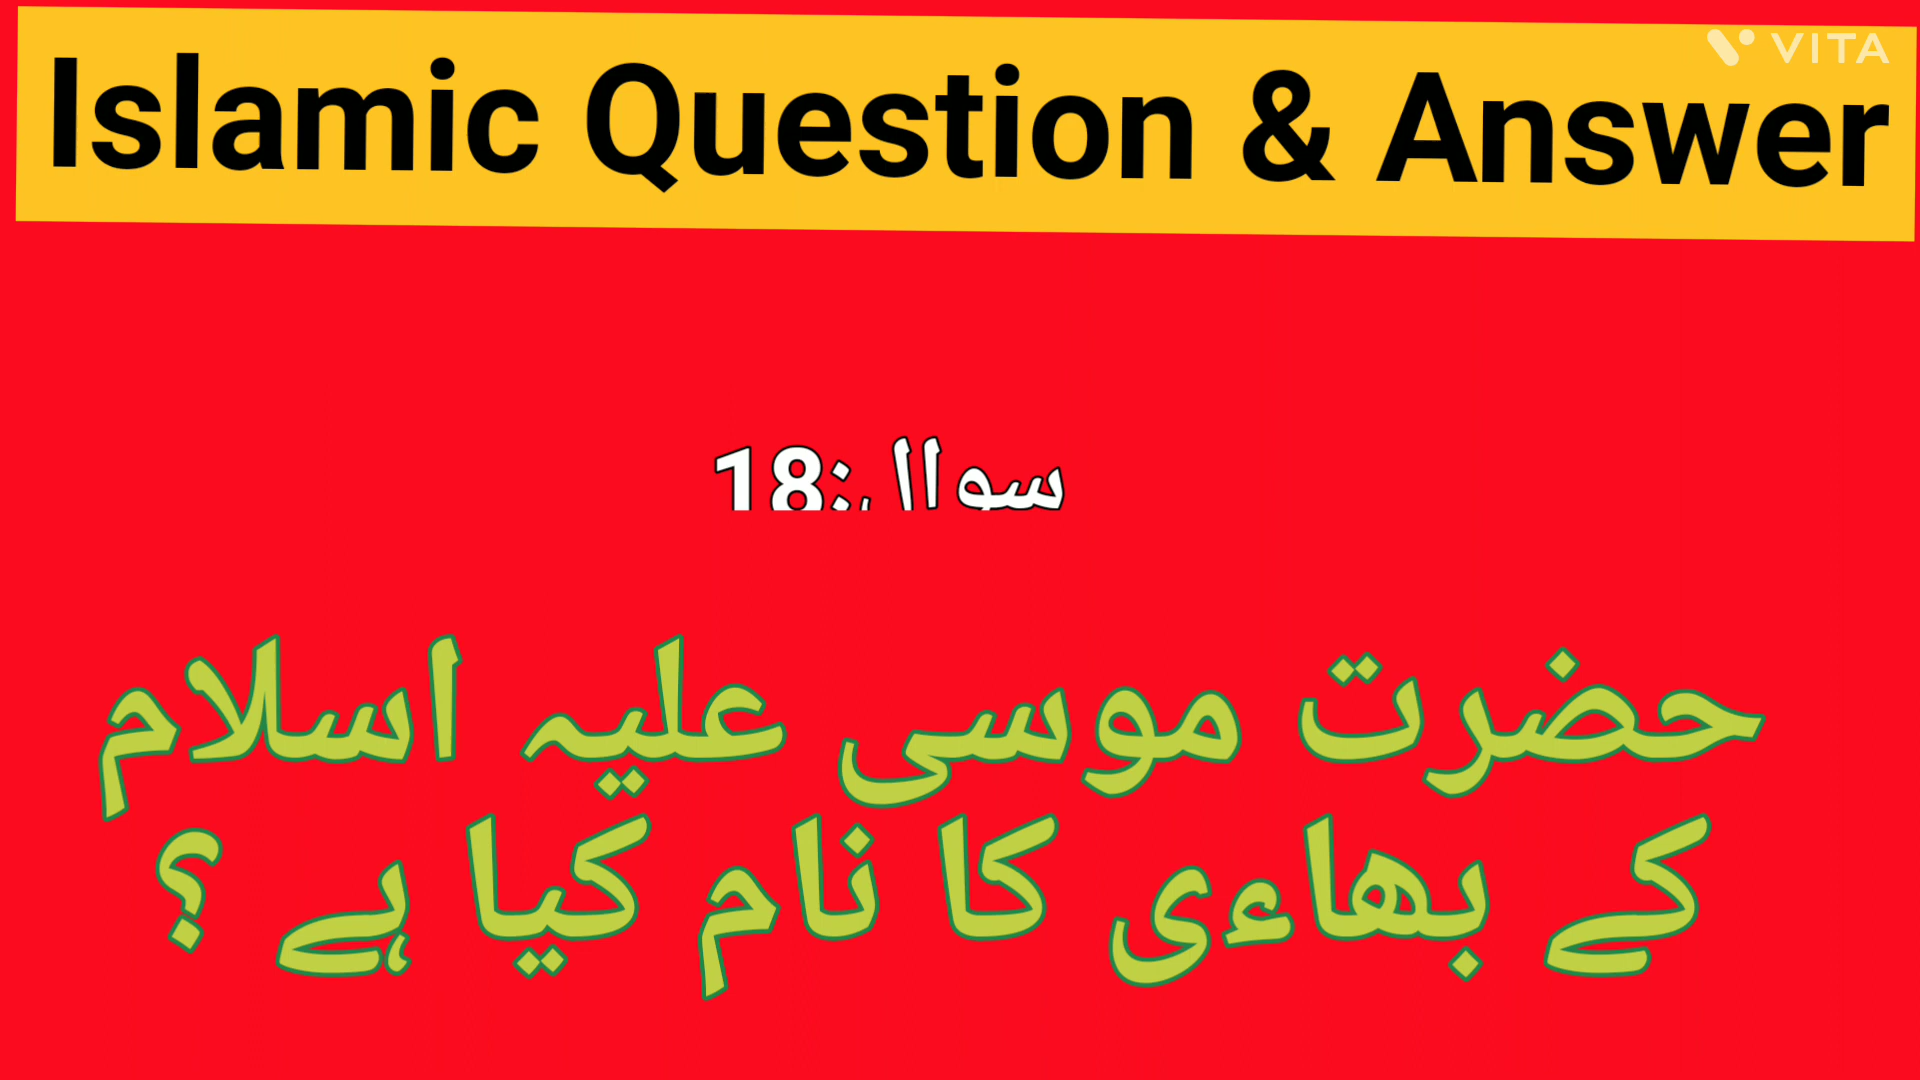 Islamic Question & Answer
VITA
سوال:18
حضرت موسی علیہ اسلام
کے بھاءی کا نام کیا ہے ؟